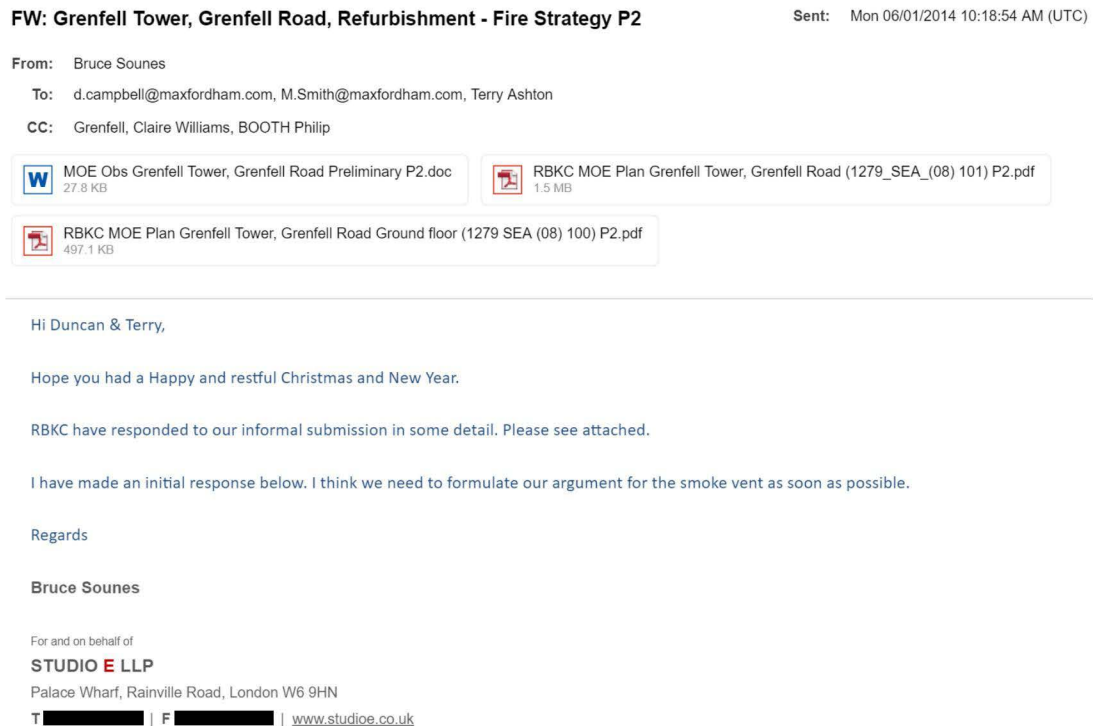 FW: Grenfell Tower, Grenfell Road, Refurbishment - Fire Strategy P2
Sent: Mon 06/01/2014 10:18:54 AM (UTC)
From: Bruce Sounes
To: d.campbell@maxfordham.com, M.Smith@maxfordham.com, Terry Ashton
CC: Grenfell, Claire Williams, BOOTH Philip
W MOE Obs Grenfell Tower, Grenfell Road Preliminary P2.doc
27.8 KB
RBKC MOE Plan Grenfell Tower, Grenfell Road (1279_SEA_(08) 101) P2.pdf
1.5 MB
RBKC MOE Plan Grenfell Tower, Grenfell Road Ground floor (1279 SEA (08) 100) P2.pdf
497.1 KB
Hi Duncan & Terry,
Hope you had a Happy and restful Christmas and New Year.
RBKC have responded to our informal submission in some detail. Please see attached.
I have made an initial response below. I think we need to formulate our argument for the smoke vent as soon as possible.
Regards
Bruce Sounes
For and on behalf of
STUDIO E LLP
Palace Wharf, Rainville Road, London W6 9HN
T | F | www.studioe.co.uk